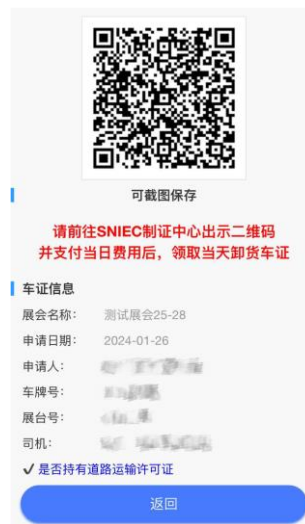 可截图保存
请前往SNIEC制证中心出示二维码
并支付当日费用后，领取当天卸货车证
车证信息
展会名称： 测试展会25-28
申请日期： 2024-01-26
申请人：
车牌号：
展台号：
司机：
✓ 是否持有道路运输许可证
返回